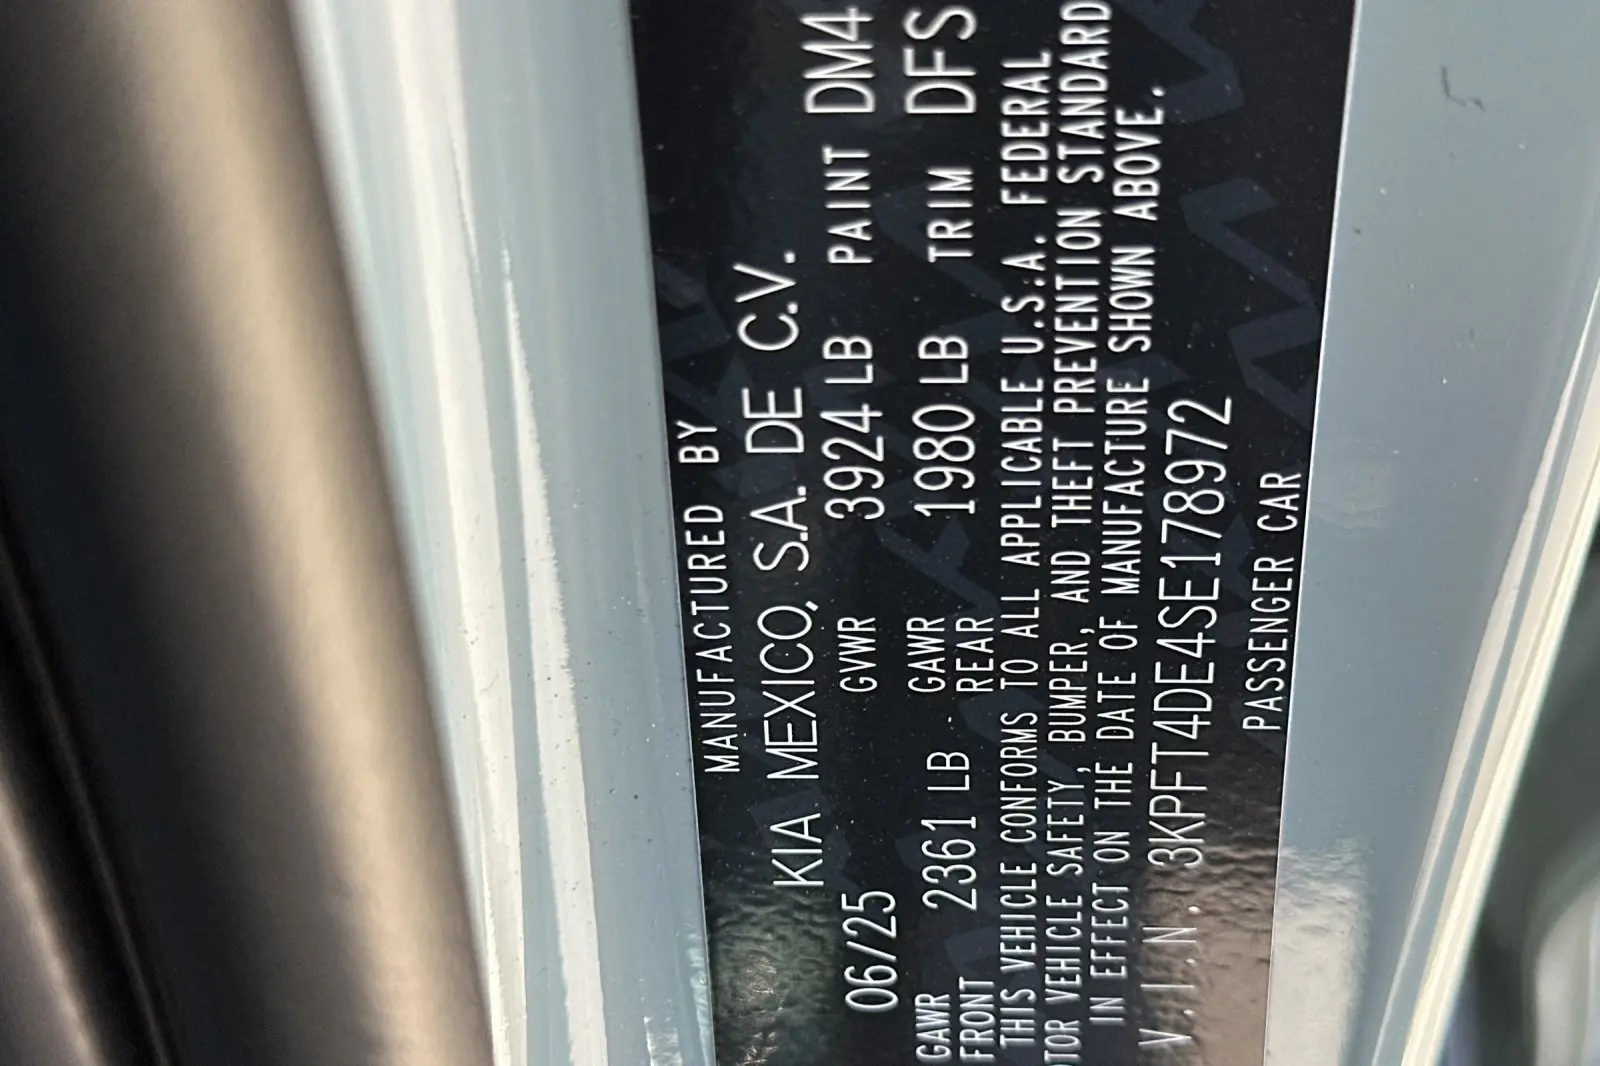 MANUFACTURED BY
KIA MEXICO, S.A. DE C.V.
06/25 GVWR 3924 LB PAINT DM4
GAWR FRONT 2361 LB GAWR REAR 1980 LB TRIM DFS
THIS VEHICLE CONFORMS TO ALL APPLICABLE U.S.A. FEDERAL
OTOR VEHICLE SAFETY, BUMPER, AND THEFT PREVENTION STANDARD
IN EFFECT ON THE DATE OF MANUFACTURE SHOWN ABOVE.
V.I.N. 3KPFT4DE4SE178972
PASSENGER CAR